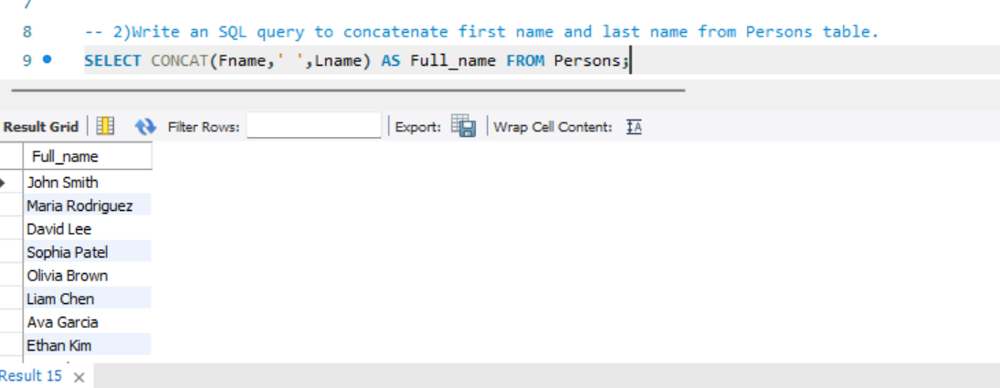 7
8 -- 2)Write an SQL query to concatenate first name and last name from Persons table.
9 SELECT CONCAT(Fname,' ',Lname) AS Full_name FROM Persons;
Result Grid Filter Rows: Export: Wrap Cell Content: IA
Full_name
John Smith
Maria Rodriguez
David Lee
Sophia Patel
Olivia Brown
Liam Chen
Ava Garcia
Ethan Kim
Result 15 ×